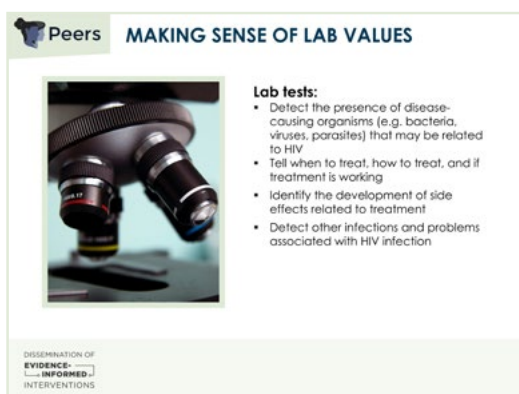 Peers
MAKING SENSE OF LAB VALUES
Lab tests:
▪ Detect the presence of disease-
causing organisms (e.g. bacteria,
viruses, parasites) that may be related
to HIV
▪ Tell when to treat, how to treat, and if
treatment is working
▪ Identify the development of side
effects related to treatment
▪ Detect other infections and problems
associated with HIV infection
DISSEMINATION OF
EVIDENCE-
INFORMED
INTERVENTIONS